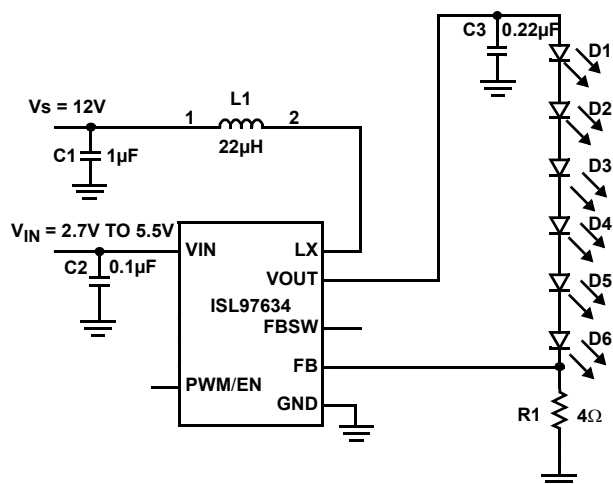 C3
0.22µF
D1
L1
Vs = 12V
1
2
D2
22µH
C1
1µF
D3
VIN = 2.7V TO 5.5V
VIN
LX
D4
C2
0.1µF
VOUT
ISL97634
D5
FBSW
D6
FB
PWM/EN
GND
R1
4Ω